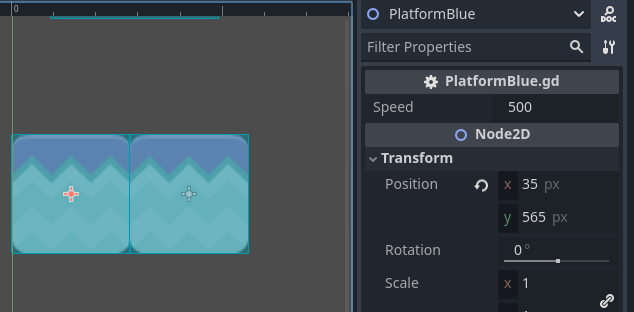 0
PlatformBlue
DOC
Filter Properties
PlatformBlue.gd
Speed 500
Node2D
Transform
Position x 35 px
y 565 px
Rotation 0 °
Scale x 1